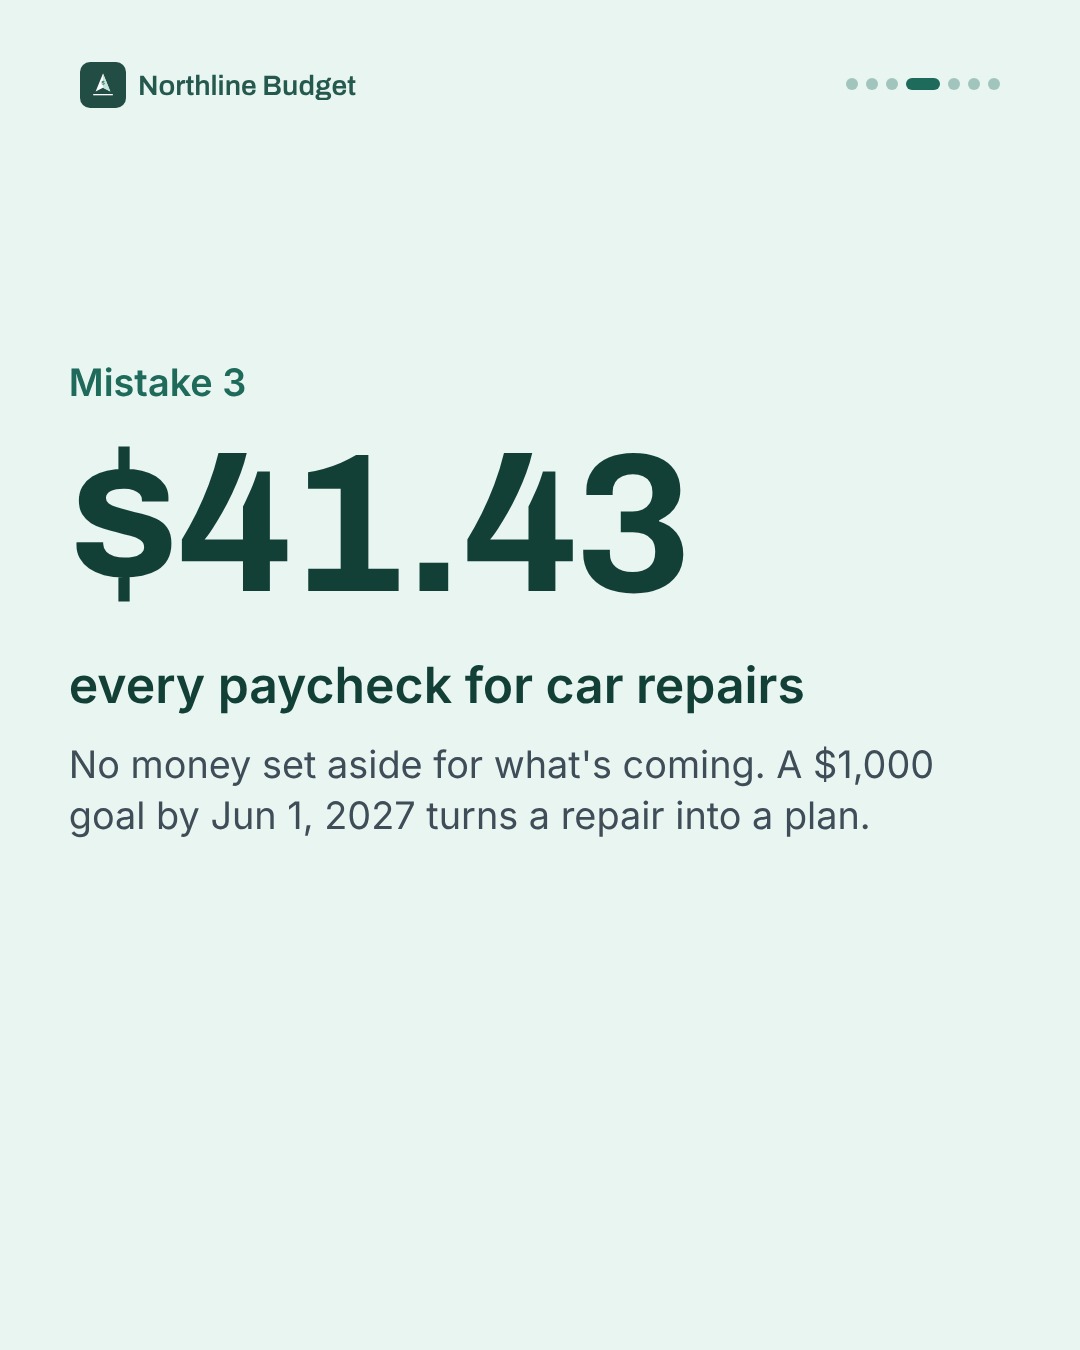 Northline Budget
Mistake 3
$41.43
every paycheck for car repairs
No money set aside for what's coming. A $1,000
goal by Jun 1, 2027 turns a repair into a plan.